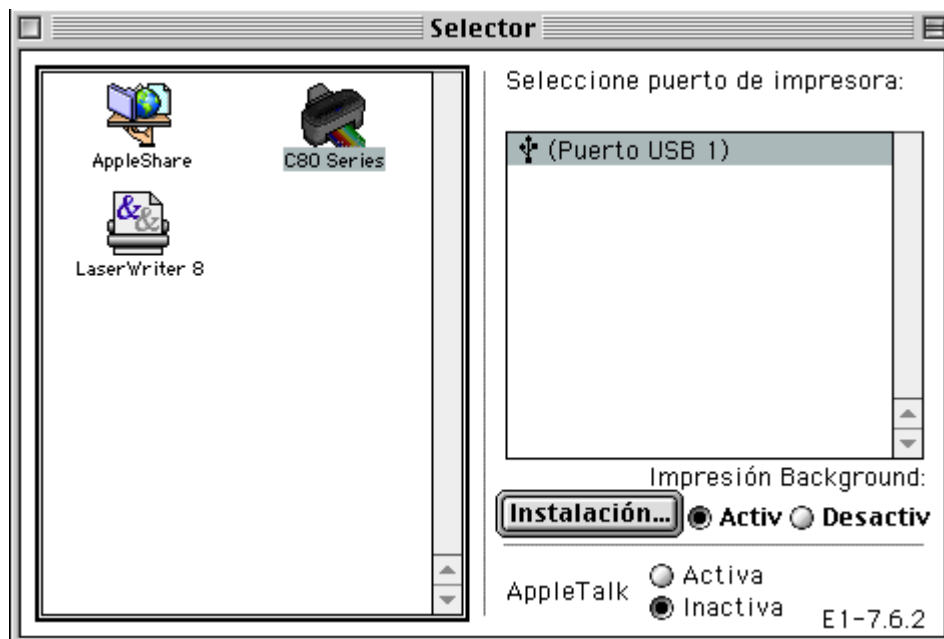 Selector
AppleShare
C80 Series
LaserWriter 8
Seleccione puerto de impresora:
(Puerto USB 1)
Impresión Background:
Instalación... Activ Desactiv
AppleTalk Activa
Inactiva
E1-7.6.2